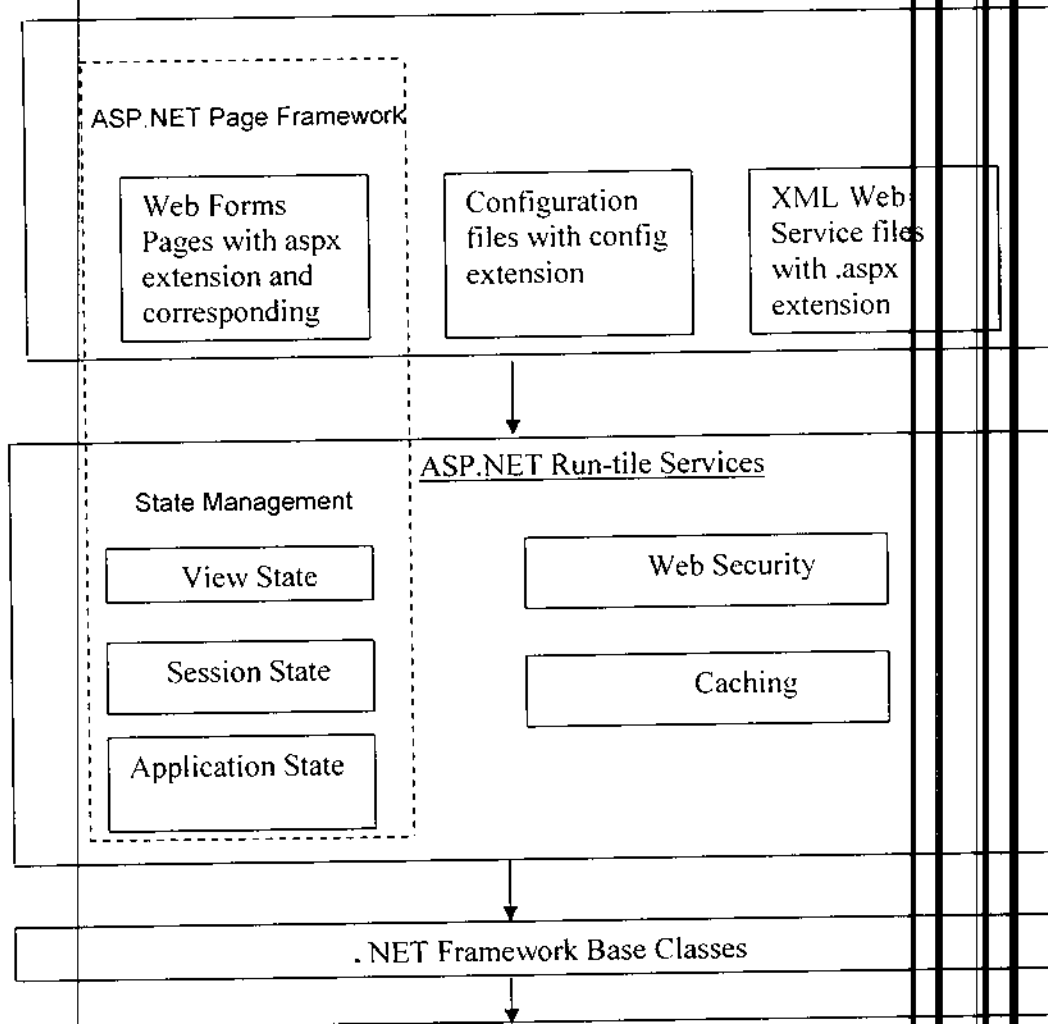 ASP.NET Page Framework
Web Forms
Pages with aspx
extension and
corresponding
Configuration
files with config
extension
XML Web
Service files
with .aspx
extension
ASP.NET Run-tile Services
State Management
View State
Session State
Application State
Web Security
Caching
. NET Framework Base Classes